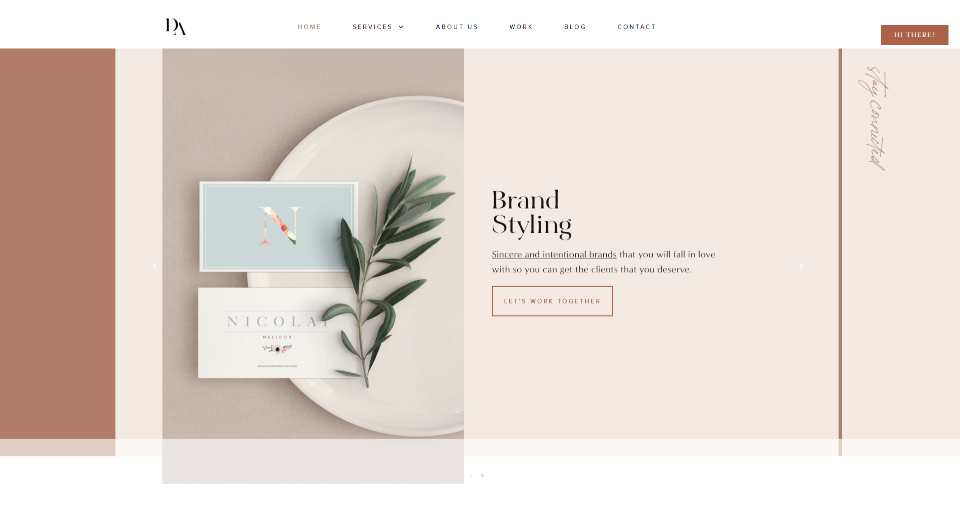 DA
HOME
SERVICES
ABOUT US
WORK
BLOG
CONTACT
HI THERE!
stay connected
N
NICOLAI
MELICOR
Brand
Styling
Sincere and intentional brands that you will fall in love
with so you can get the clients that you deserve.
LET'S WORK TOGETHER